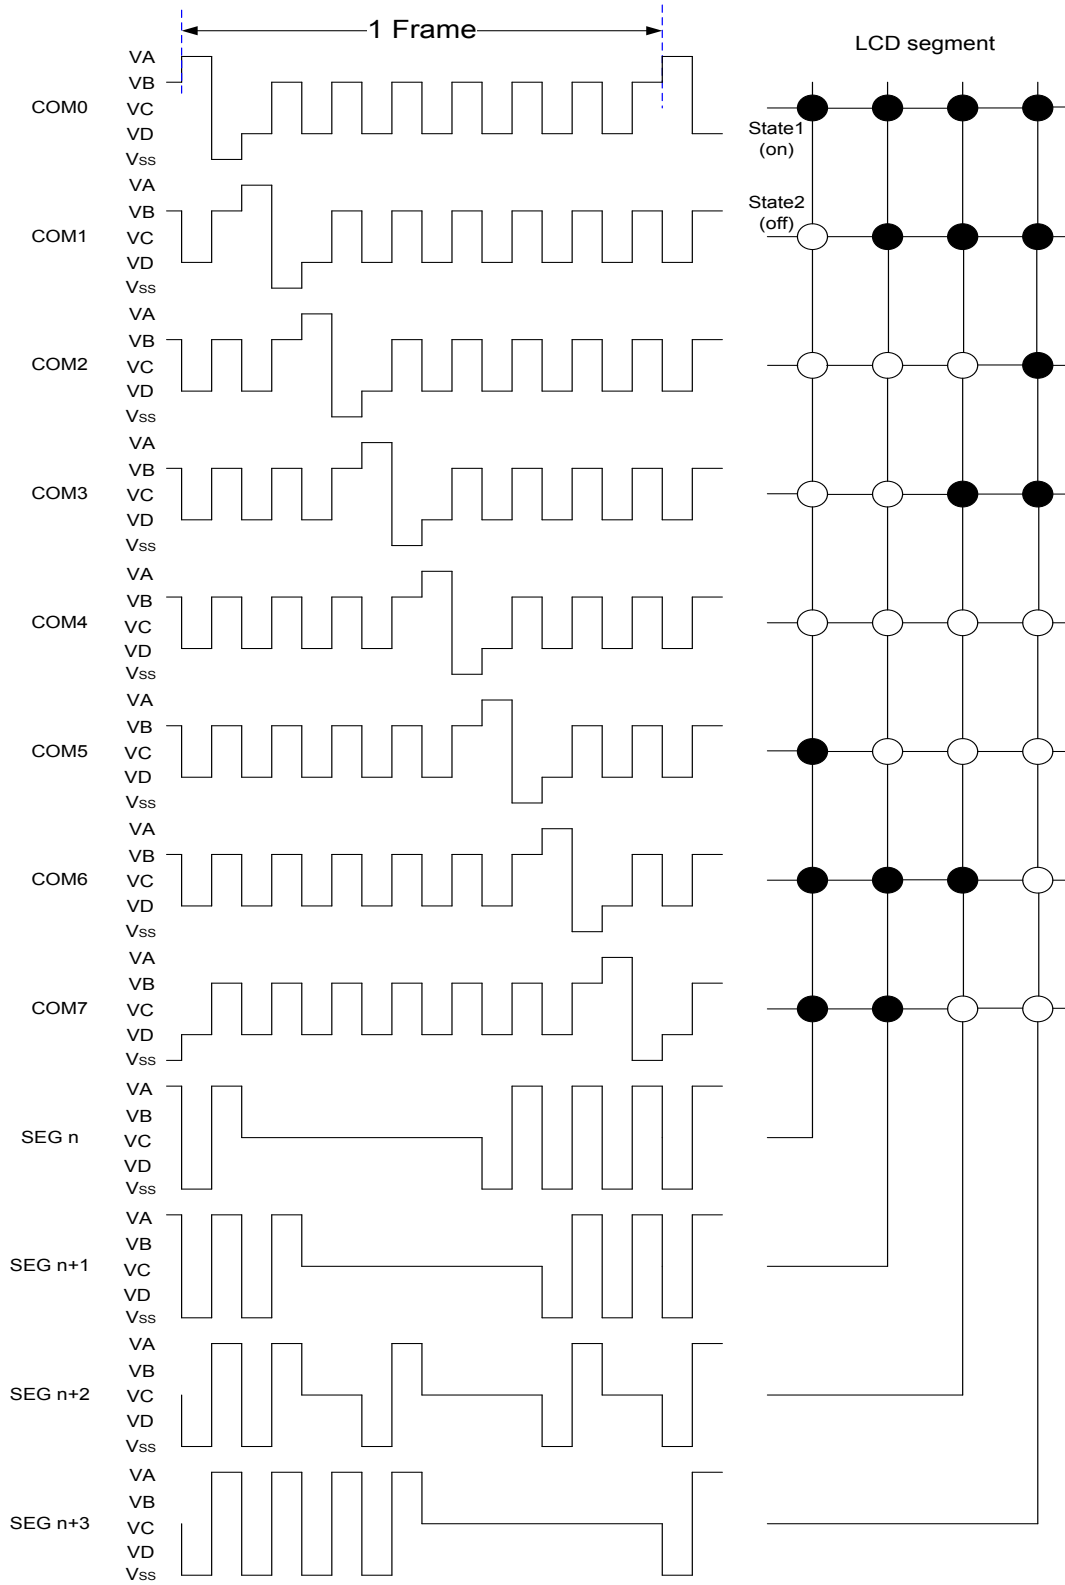 1 Frame
LCD segment
COM0
VA
VB
VC
VD
VSS
State1
(on)
COM1
VA
VB
VC
VD
VSS
State2
(off)
COM2
VA
VB
VC
VD
VSS
COM3
VA
VB
VC
VD
VSS
COM4
VA
VB
VC
VD
VSS
COM5
VA
VB
VC
VD
VSS
COM6
VA
VB
VC
VD
VSS
COM7
VA
VB
VC
VD
VSS
SEG n
VA
VB
VC
VD
VSS
SEG n+1
VA
VB
VC
VD
VSS
SEG n+2
VA
VB
VC
VD
VSS
SEG n+3
VA
VB
VC
VD
VSS